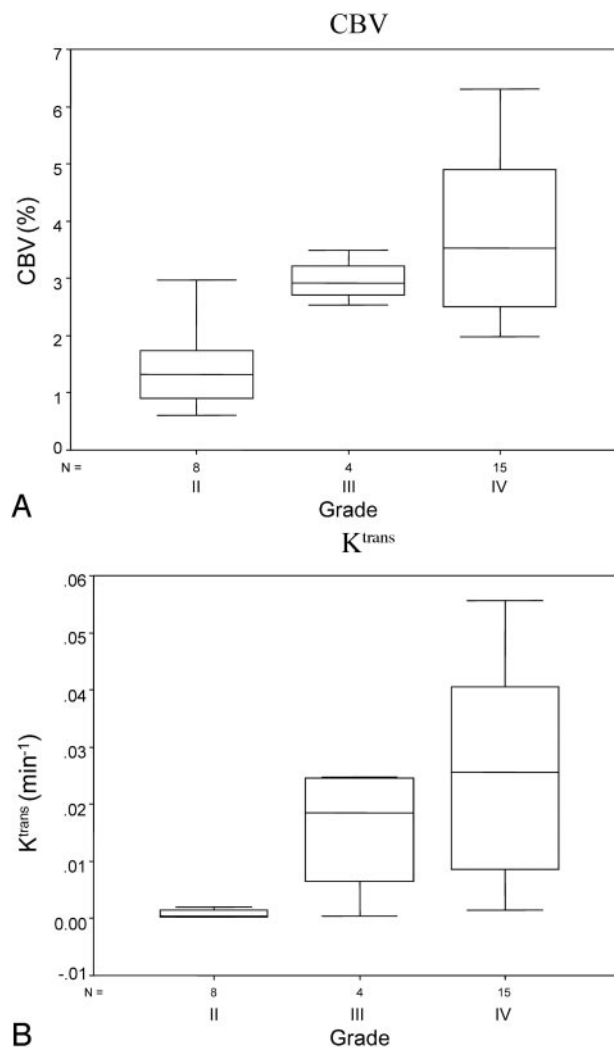 CBV
7
6
5
4
3
2
1
0
CBV (%)
N = 8 4 15
II III IV
Grade
A
K^trans
.06
.05
.04
.03
.02
.01
0.00
-.01
K^trans (min^-1)
N = 8 4 15
II III IV
Grade
B